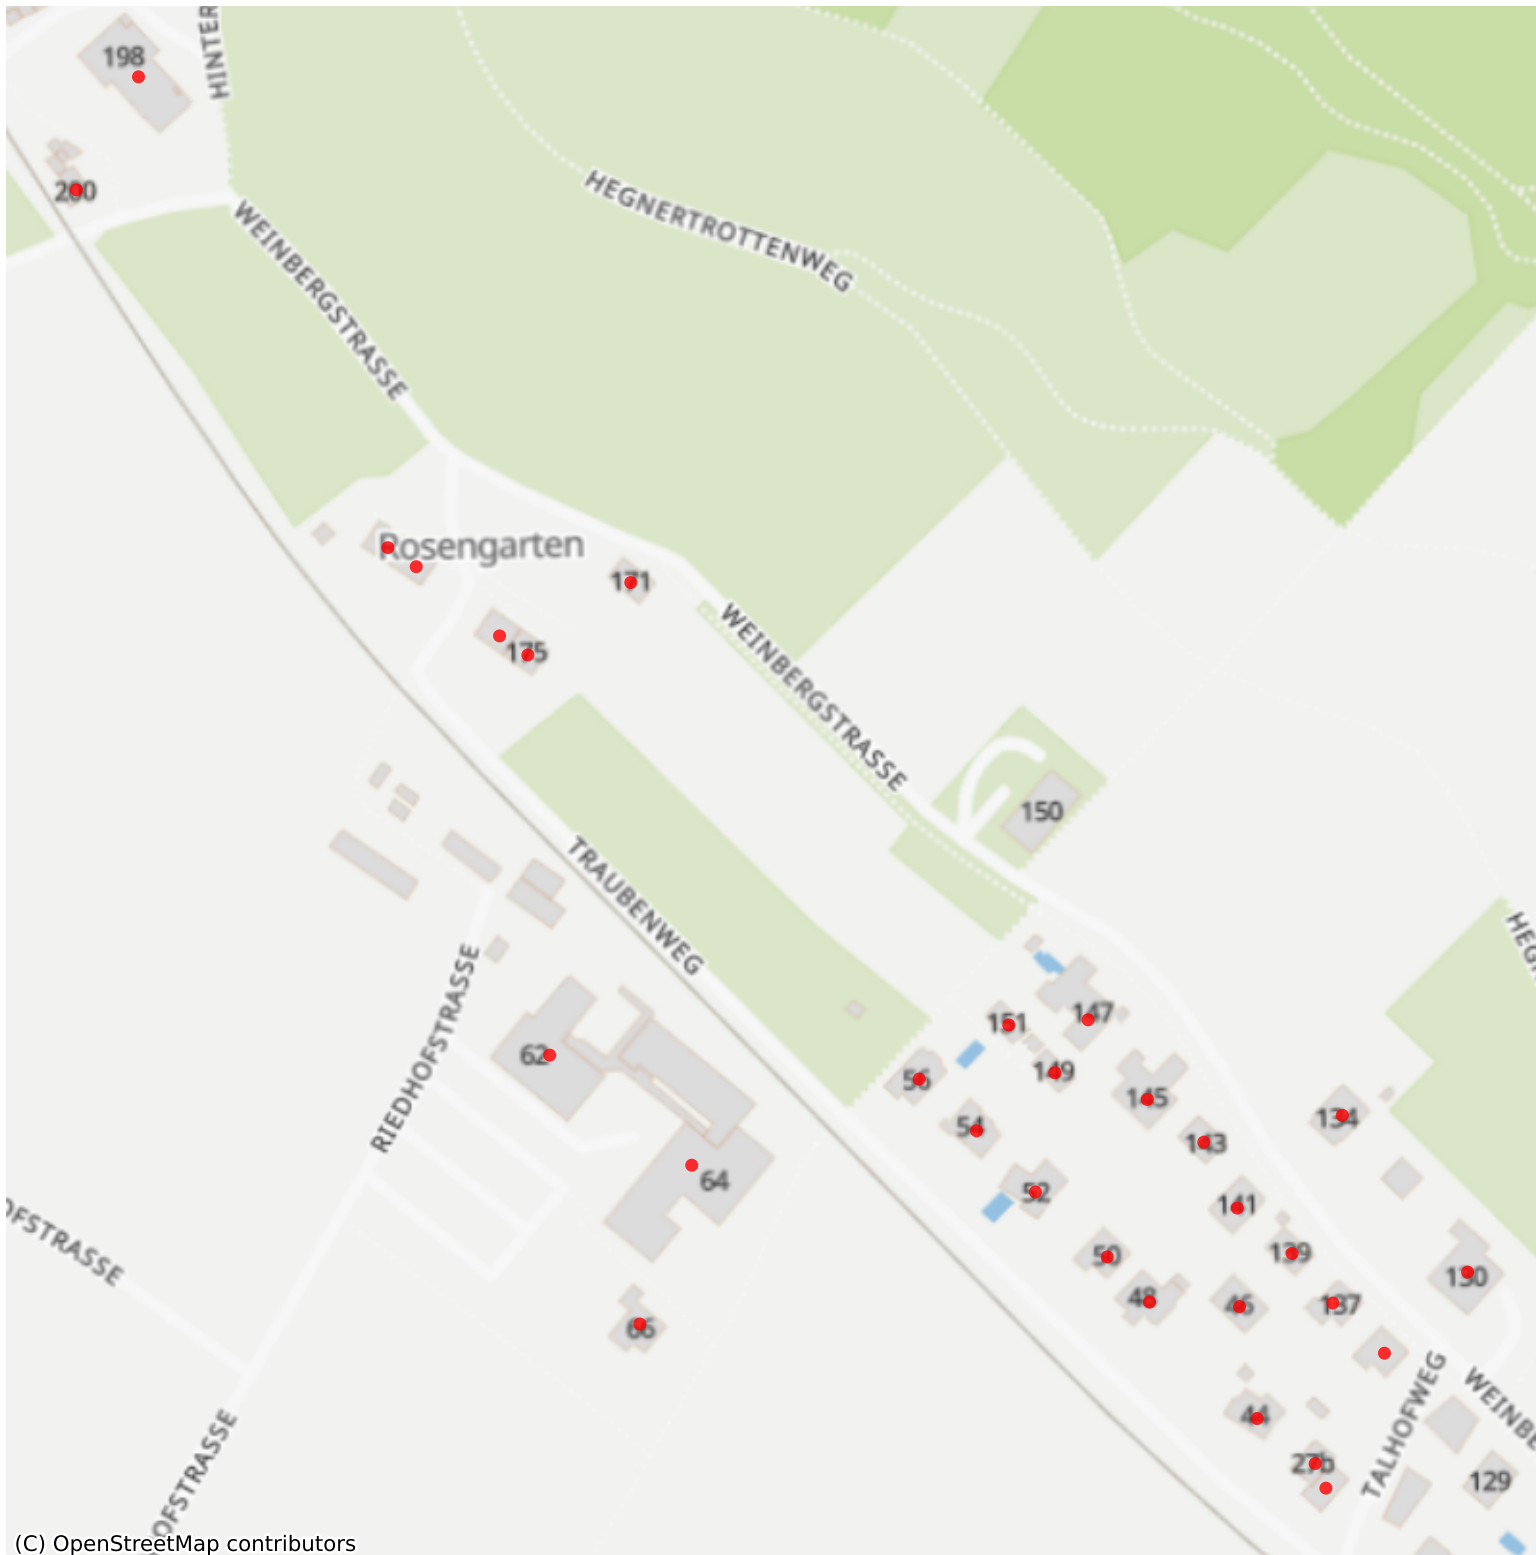 198
HINTER
200
WEINBERGSTRASSE
HEGNERTROTTENWEG
Rosengarten
171
175
WEINBERGSTRASSE
150
TRAUBENWEG
RIEDHOFSTRASSE
62
64
66
OFSTRASSE
OFSTRASSE
151
147
149
56
54
145
143
52
141
50
139
48
46
137
134
130
44
27b
TALHOFWEG
WEINBE
129
HEGN
(C) OpenStreetMap contributors